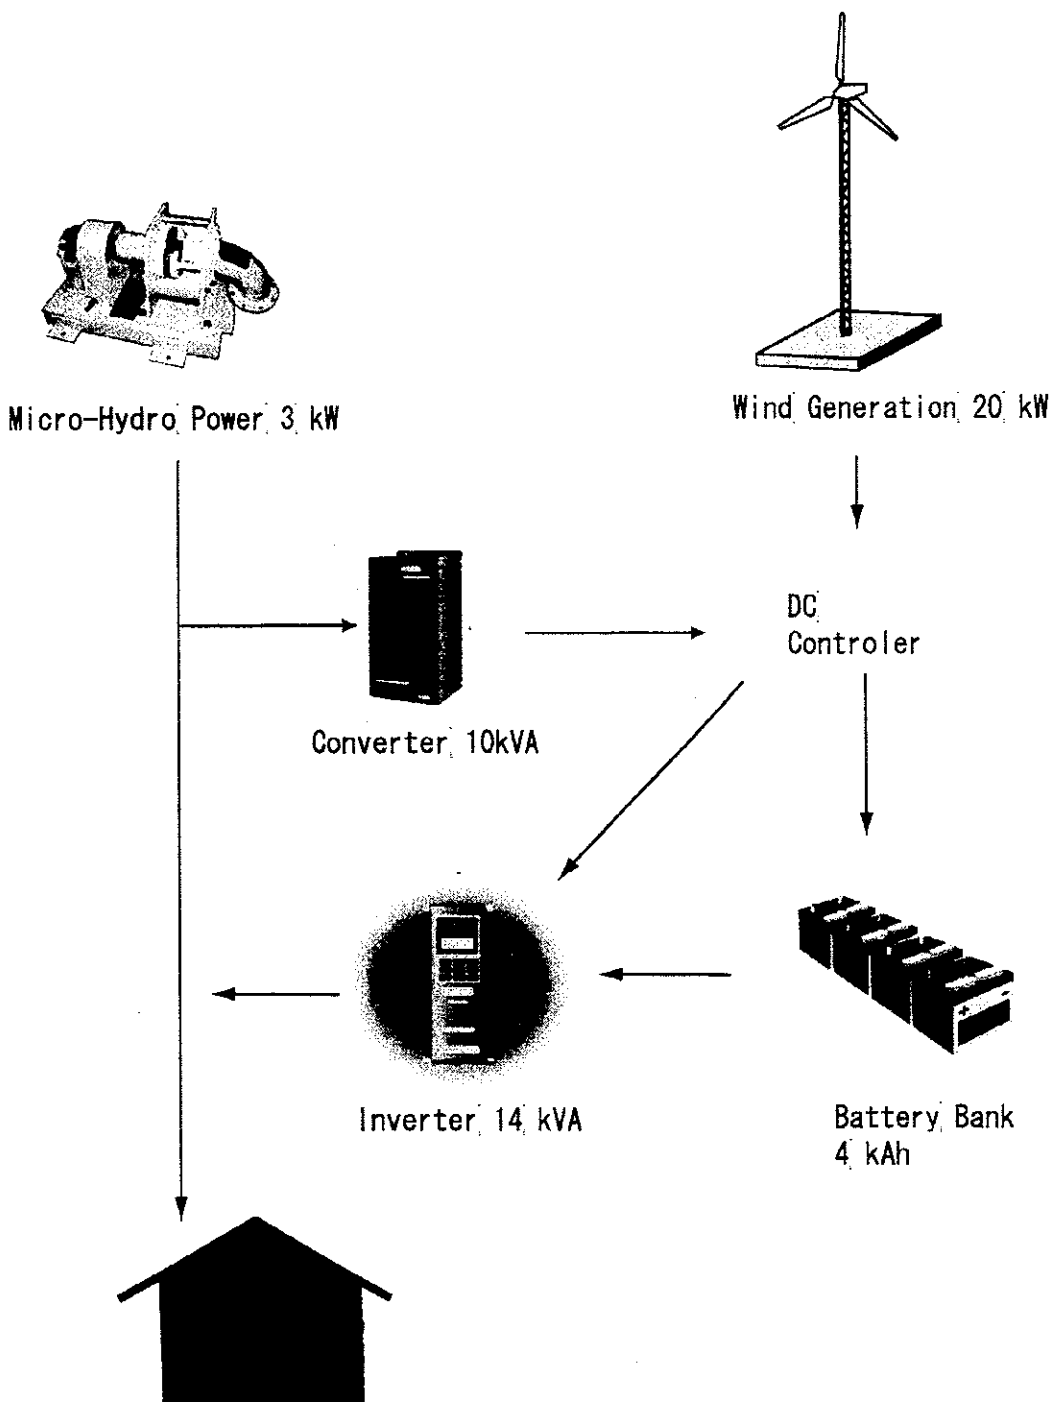 Micro-Hydro Power 3 kW
Wind Generation 20 kW
DC
Controler
Converter 10kVA
Inverter 14 kVA
Battery Bank
4 kAh